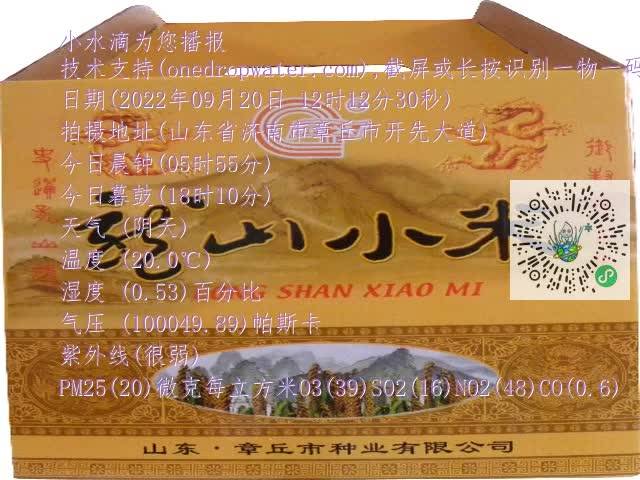 小水滴为您播报
技术支持(onedropwater.com),截屏或长按识别一物一码
日期(2022年09月20日 12时12分30秒)
拍摄地址(山东省济南市章丘市开先大道)
今日晨钟(05时55分)
今日暮鼓(18时10分)
天气 (阴天)
龍山小米
温度 (20.0℃)
湿度 (0.53)百分比
LONG SHAN XIAO MI
气压 (100049.89)帕斯卡
紫外线(很弱)
PM25(20)微克每立方米O3(39)SO2(16)NO2(48)CO(0.6)
山东·章丘市种业有限公司